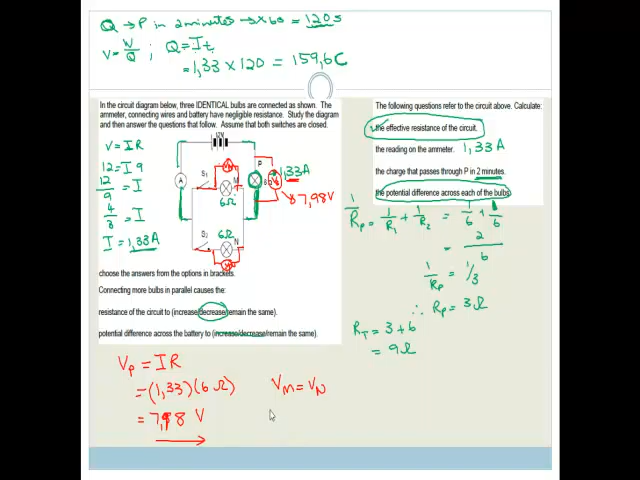 Q → P in 2 minutes → x 60 = 120 s
V = W/Q ; Q = It
= 1,33 x 120 = 159,6 C
In the circuit diagram below, three IDENTICAL bulbs are connected as shown. The
ammeter, connecting wires and battery have negligible resistance. Study the diagram
and then answer the questions that follow. Assume that both switches are closed.
V = IR
12 = I 9
12/9 = I
4/3 = I
I = 1,33A
12V
P
A
S1
M
6Ω
1,33A
7,98V
S2
6Ω
N
choose the answers from the options in brackets.
Connecting more bulbs in parallel causes the:
resistance of the circuit to (increase/decrease/remain the same).
potential difference across the battery to (increase/decrease/remain the same).
The following questions refer to the circuit above. Calculate:
the effective resistance of the circuit.
the reading on the ammeter. 1,33A
the charge that passes through P in 2 minutes.
the potential difference across each of the bulbs.
1/Rp = 1/R1 + 1/R2 = 1/6 + 1/6
= 2/6
1/Rp = 1/3
∴ Rp = 3Ω
RT = 3 + 6
= 9Ω
Vp = IR
= (1,33)(6Ω)
= 7,98 V
VM = VN